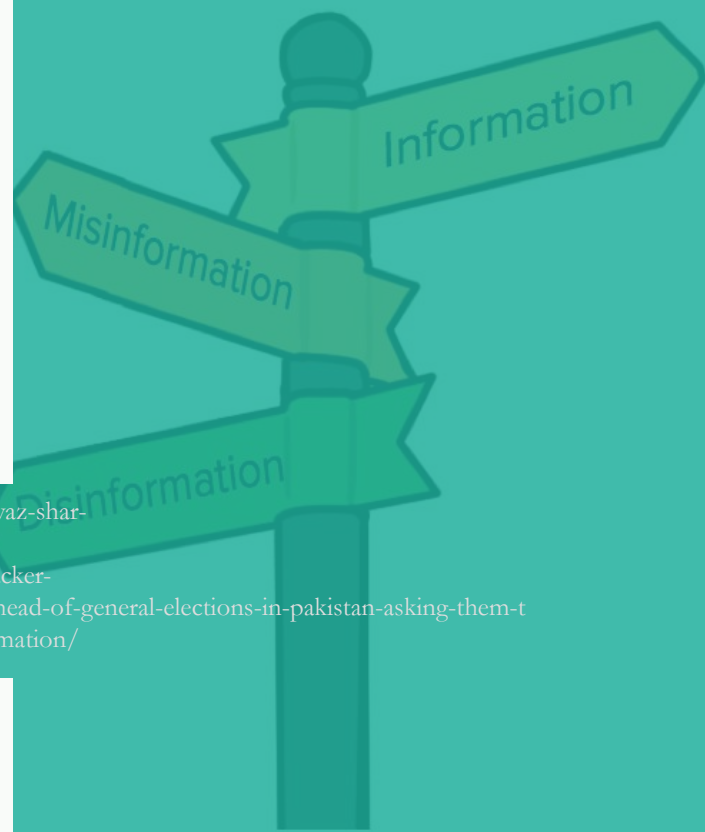 Information
Misinformation
Disinformation
vaz-shar-
cker-
head-of-general-elections-in-pakistan-asking-them-t
mation/